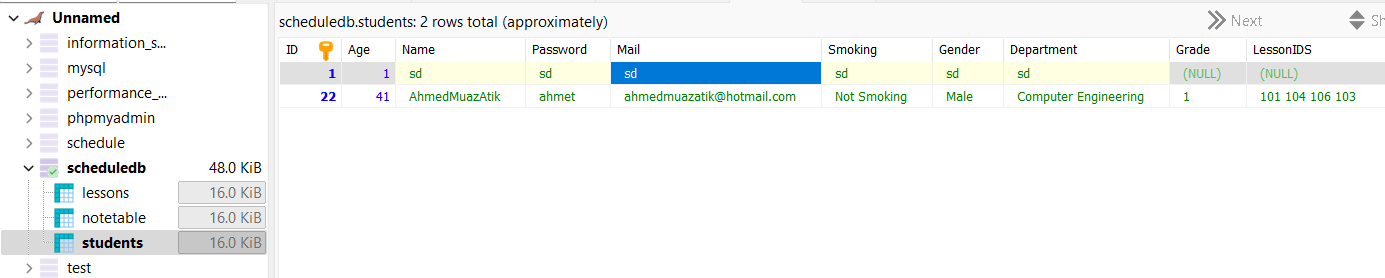 Unnamed
information_s...
mysql
performance_...
phpmyadmin
schedule
scheduledb 48.0 KiB
lessons 16.0 KiB
notetable 16.0 KiB
students 16.0 KiB
test
scheduledb.students: 2 rows total (approximately) Next Sh
ID Age Name Password Mail Smoking Gender Department Grade LessonIDS
1 1 sd sd sd sd sd sd (NULL) (NULL)
22 41 AhmedMuazAtik ahmet ahmedmuazatik@hotmail.com Not Smoking Male Computer Engineering 1 101 104 106 103